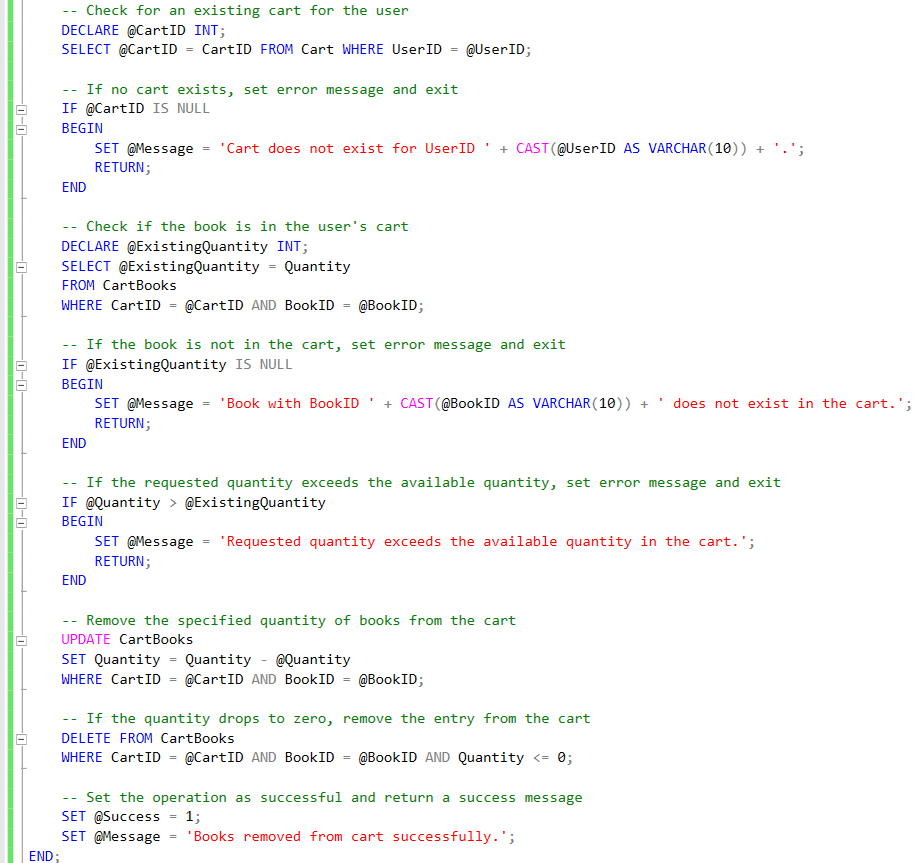 -- Check for an existing cart for the user
DECLARE @CartID INT;
SELECT @CartID = CartID FROM Cart WHERE UserID = @UserID;
-- If no cart exists, set error message and exit
IF @CartID IS NULL
BEGIN
SET @Message = 'Cart does not exist for UserID ' + CAST(@UserID AS VARCHAR(10)) + '.';
RETURN;
END
-- Check if the book is in the user's cart
DECLARE @ExistingQuantity INT;
SELECT @ExistingQuantity = Quantity
FROM CartBooks
WHERE CartID = @CartID AND BookID = @BookID;
-- If the book is not in the cart, set error message and exit
IF @ExistingQuantity IS NULL
BEGIN
SET @Message = 'Book with BookID ' + CAST(@BookID AS VARCHAR(10)) + ' does not exist in the cart.';
RETURN;
END
-- If the requested quantity exceeds the available quantity, set error message and exit
IF @Quantity > @ExistingQuantity
BEGIN
SET @Message = 'Requested quantity exceeds the available quantity in the cart.';
RETURN;
END
-- Remove the specified quantity of books from the cart
UPDATE CartBooks
SET Quantity = Quantity - @Quantity
WHERE CartID = @CartID AND BookID = @BookID;
-- If the quantity drops to zero, remove the entry from the cart
DELETE FROM CartBooks
WHERE CartID = @CartID AND BookID = @BookID AND Quantity <= 0;
-- Set the operation as successful and return a success message
SET @Success = 1;
SET @Message = 'Books removed from cart successfully.';
END;